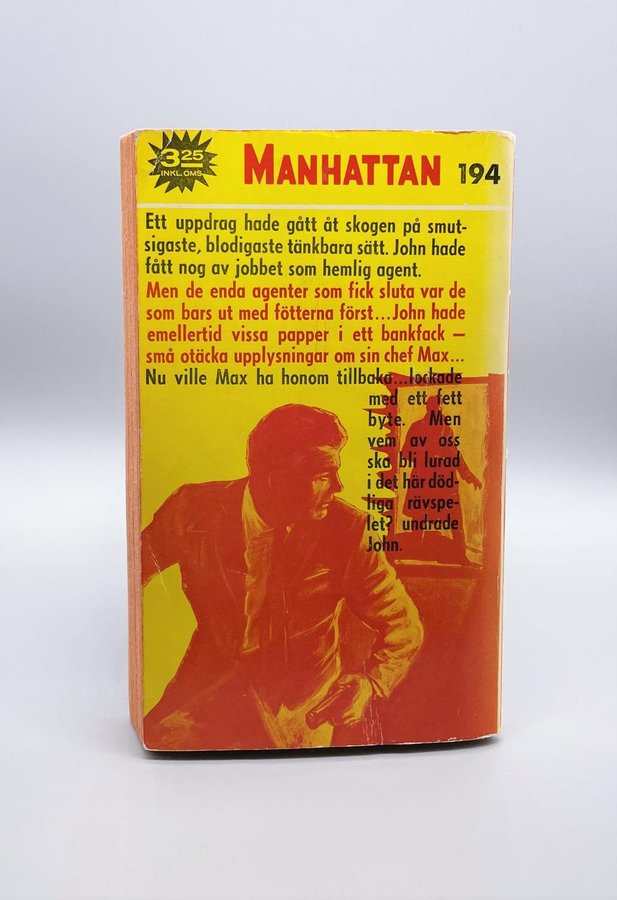 3.25
INKL. OMS.
MANHATTAN 194
Ett uppdrag hade gått åt skogen på smut-
sigaste, blodigaste tänkbara sätt. John hade
fått nog av jobbet som hemlig agent.
Men de enda agenter som fick sluta var de
som bars ut med fötterna först...John hade
emellertid vissa papper i ett bankfack –
små otäcka upplysningar om sin chef Max...
Nu ville Max ha honom tillbaka...lockade
med ett fett
byte. Men
vem av oss
ska bli lurad
i det här död-
liga rävspe-
let? undrade
John.